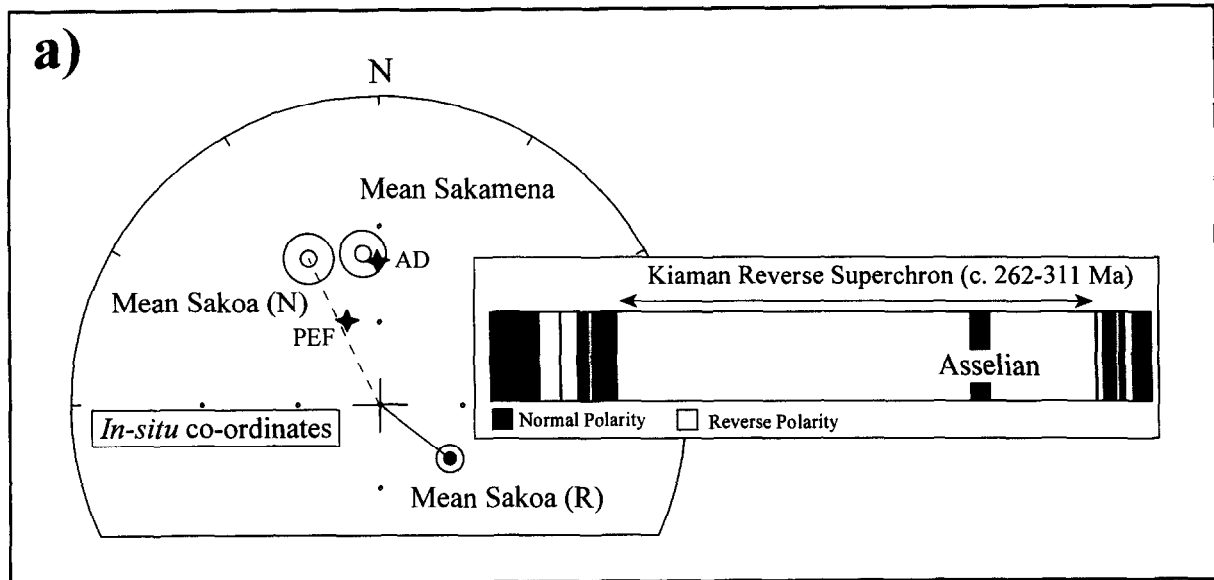 a)
N
Mean Sakamena
AD
Kiaman Reverse Superchron (c. 262-311 Ma)
Mean Sakoa (N)
PEF
Asselian
In-situ co-ordinates
Normal Polarity
Reverse Polarity
Mean Sakoa (R)